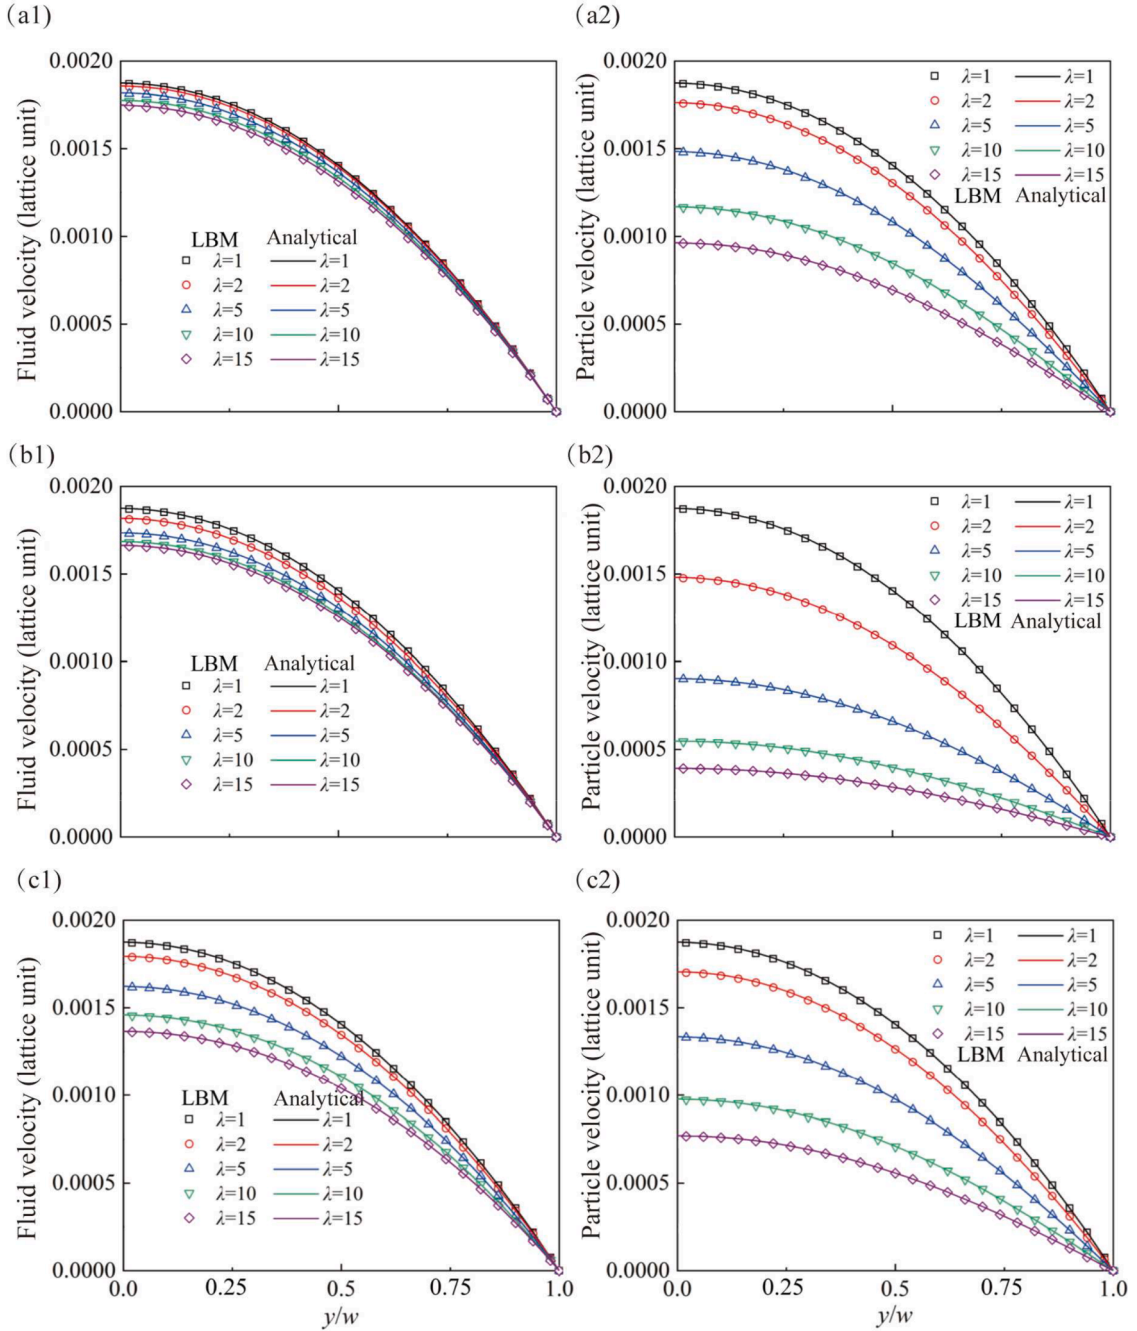 (a1)
0.0020
0.0015
0.0010
0.0005
0.0000
Fluid velocity (lattice unit)
LBM Analytical
λ=1 λ=1
λ=2 λ=2
λ=5 λ=5
λ=10 λ=10
λ=15 λ=15
(a2)
0.0020
0.0015
0.0010
0.0005
0.0000
Particle velocity (lattice unit)
λ=1 λ=1
λ=2 λ=2
λ=5 λ=5
λ=10 λ=10
λ=15 λ=15
LBM Analytical
(b1)
0.0020
0.0015
0.0010
0.0005
0.0000
Fluid velocity (lattice unit)
LBM Analytical
λ=1 λ=1
λ=2 λ=2
λ=5 λ=5
λ=10 λ=10
λ=15 λ=15
(b2)
0.0020
0.0015
0.0010
0.0005
0.0000
Particle velocity (lattice unit)
λ=1 λ=1
λ=2 λ=2
λ=5 λ=5
λ=10 λ=10
λ=15 λ=15
LBM Analytical
(c1)
0.0020
0.0015
0.0010
0.0005
0.0000
Fluid velocity (lattice unit)
LBM Analytical
λ=1 λ=1
λ=2 λ=2
λ=5 λ=5
λ=10 λ=10
λ=15 λ=15
0.0 0.25 0.5 0.75 1.0
y/w
(c2)
0.0020
0.0015
0.0010
0.0005
0.0000
Particle velocity (lattice unit)
λ=1 λ=1
λ=2 λ=2
λ=5 λ=5
λ=10 λ=10
λ=15 λ=15
LBM Analytical
0.0 0.25 0.5 0.75 1.0
y/w